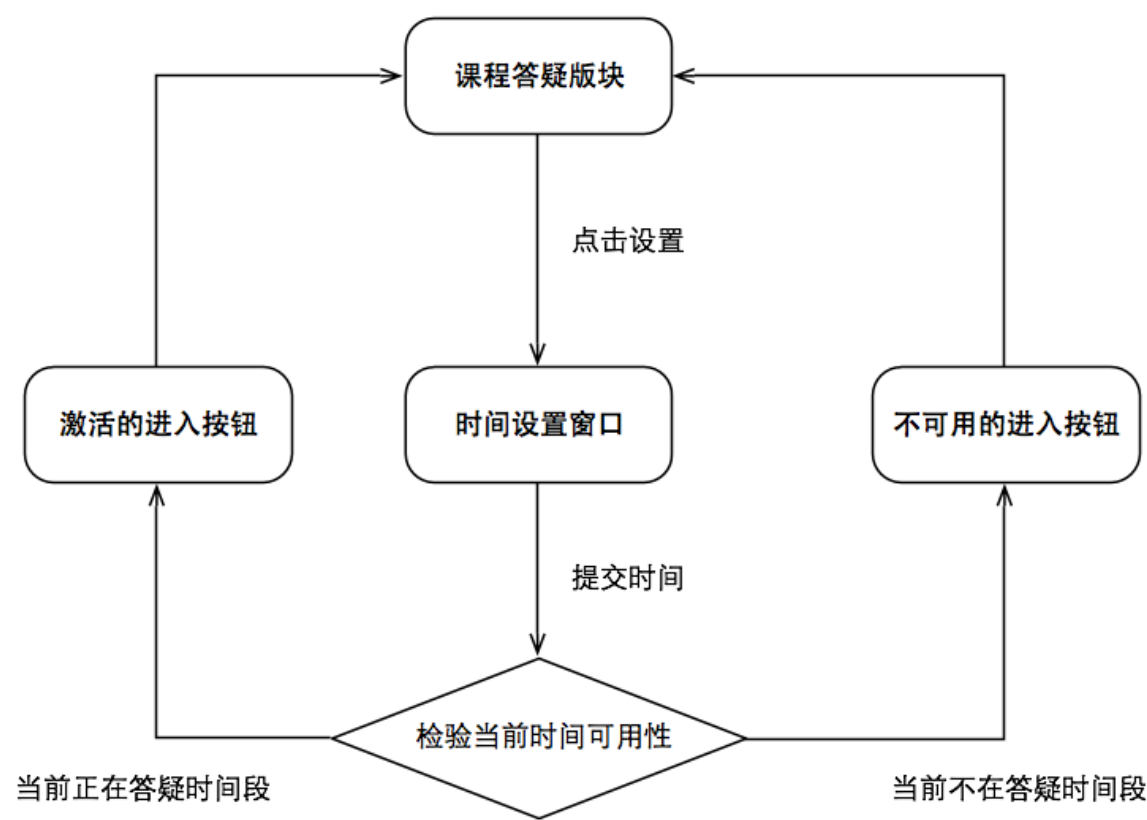 课程答疑版块
点击设置
激活的进入按钮
时间设置窗口
不可用的进入按钮
提交时间
检验当前时间可用性
当前正在答疑时间段
当前不在答疑时间段